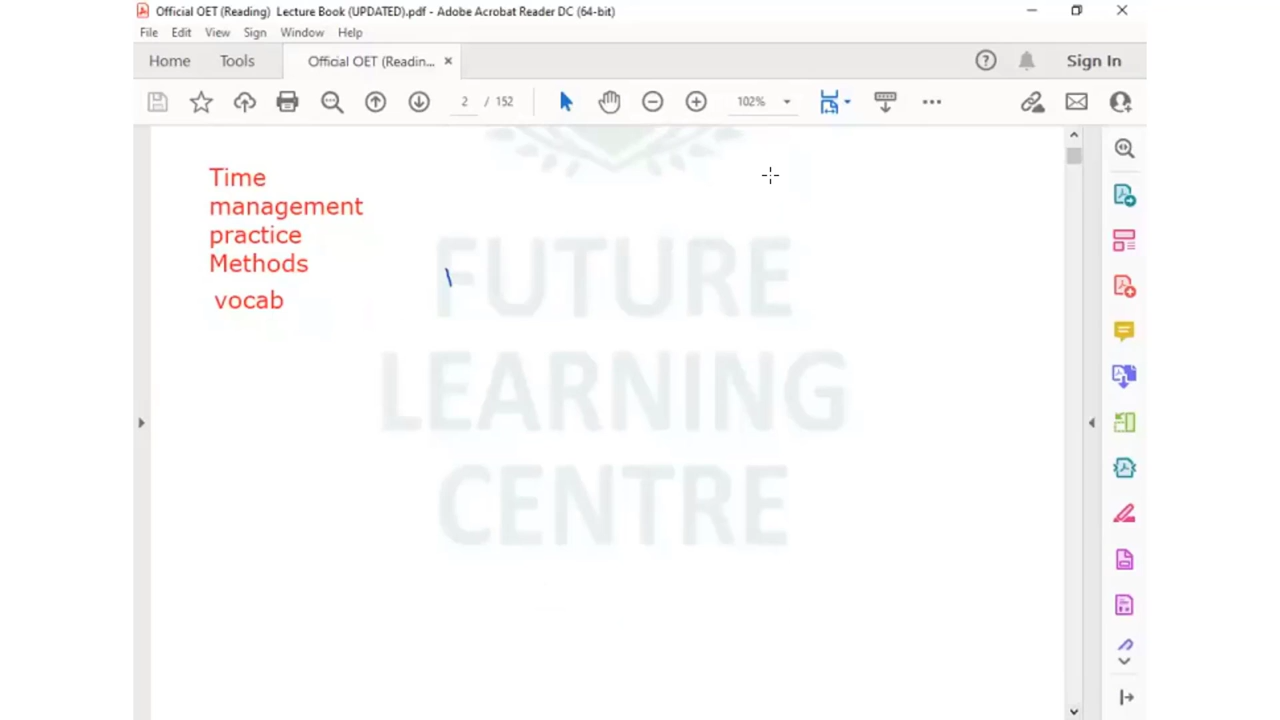 Official OET (Reading) Lecture Book (UPDATED).pdf - Adobe Acrobat Reader DC (64-bit)
File Edit View Sign Window Help
Home Tools Official OET (Readin... Sign In
2 / 152 102%
Time
management
practice
Methods
vocab
FUTURE
LEARNING
CENTRE